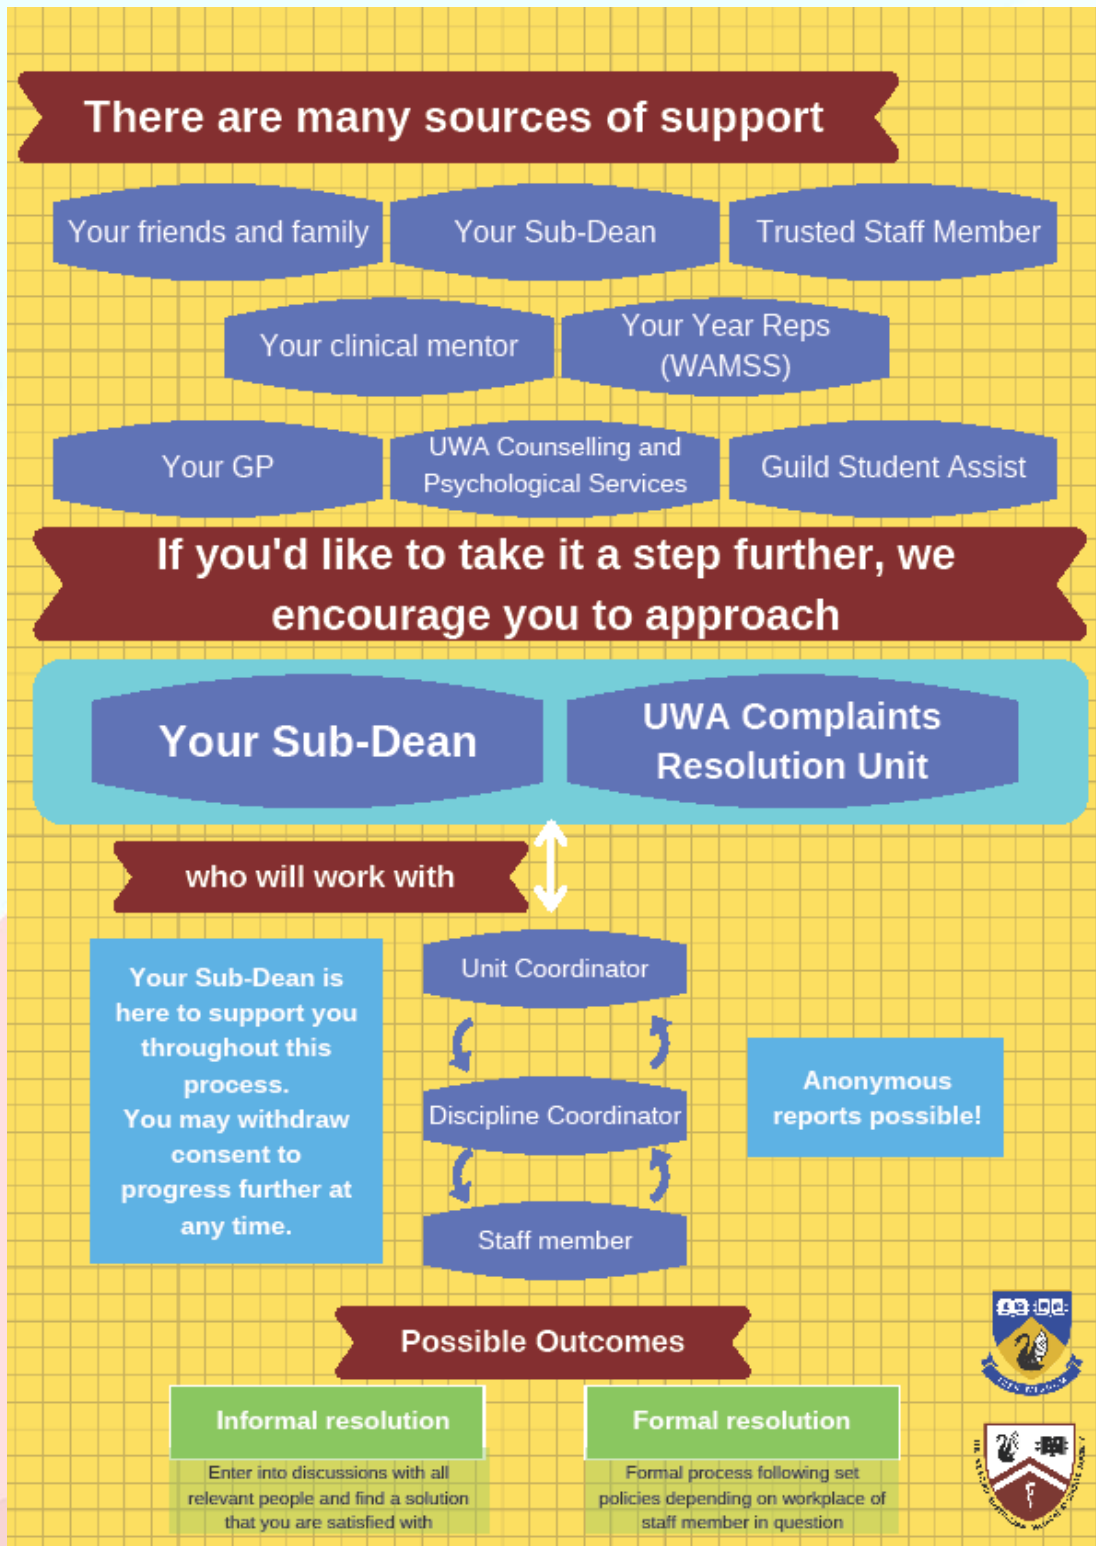 There are many sources of support
Your friends and family
Your Sub-Dean
Trusted Staff Member
Your clinical mentor
Your Year Reps
(WAMSS)
Your GP
UWA Counselling and
Psychological Services
Guild Student Assist
If you'd like to take it a step further, we
encourage you to approach
Your Sub-Dean
UWA Complaints
Resolution Unit
who will work with
Your Sub-Dean is
here to support you
throughout this
process.
You may withdraw
consent to
progress further at
any time.
Unit Coordinator
Discipline Coordinator
Staff member
Anonymous
reports possible!
Possible Outcomes
Informal resolution
Enter into discussions with all
relevant people and find a solution
that you are satisfied with
Formal resolution
Formal process following set
policies depending on workplace of
staff member in question